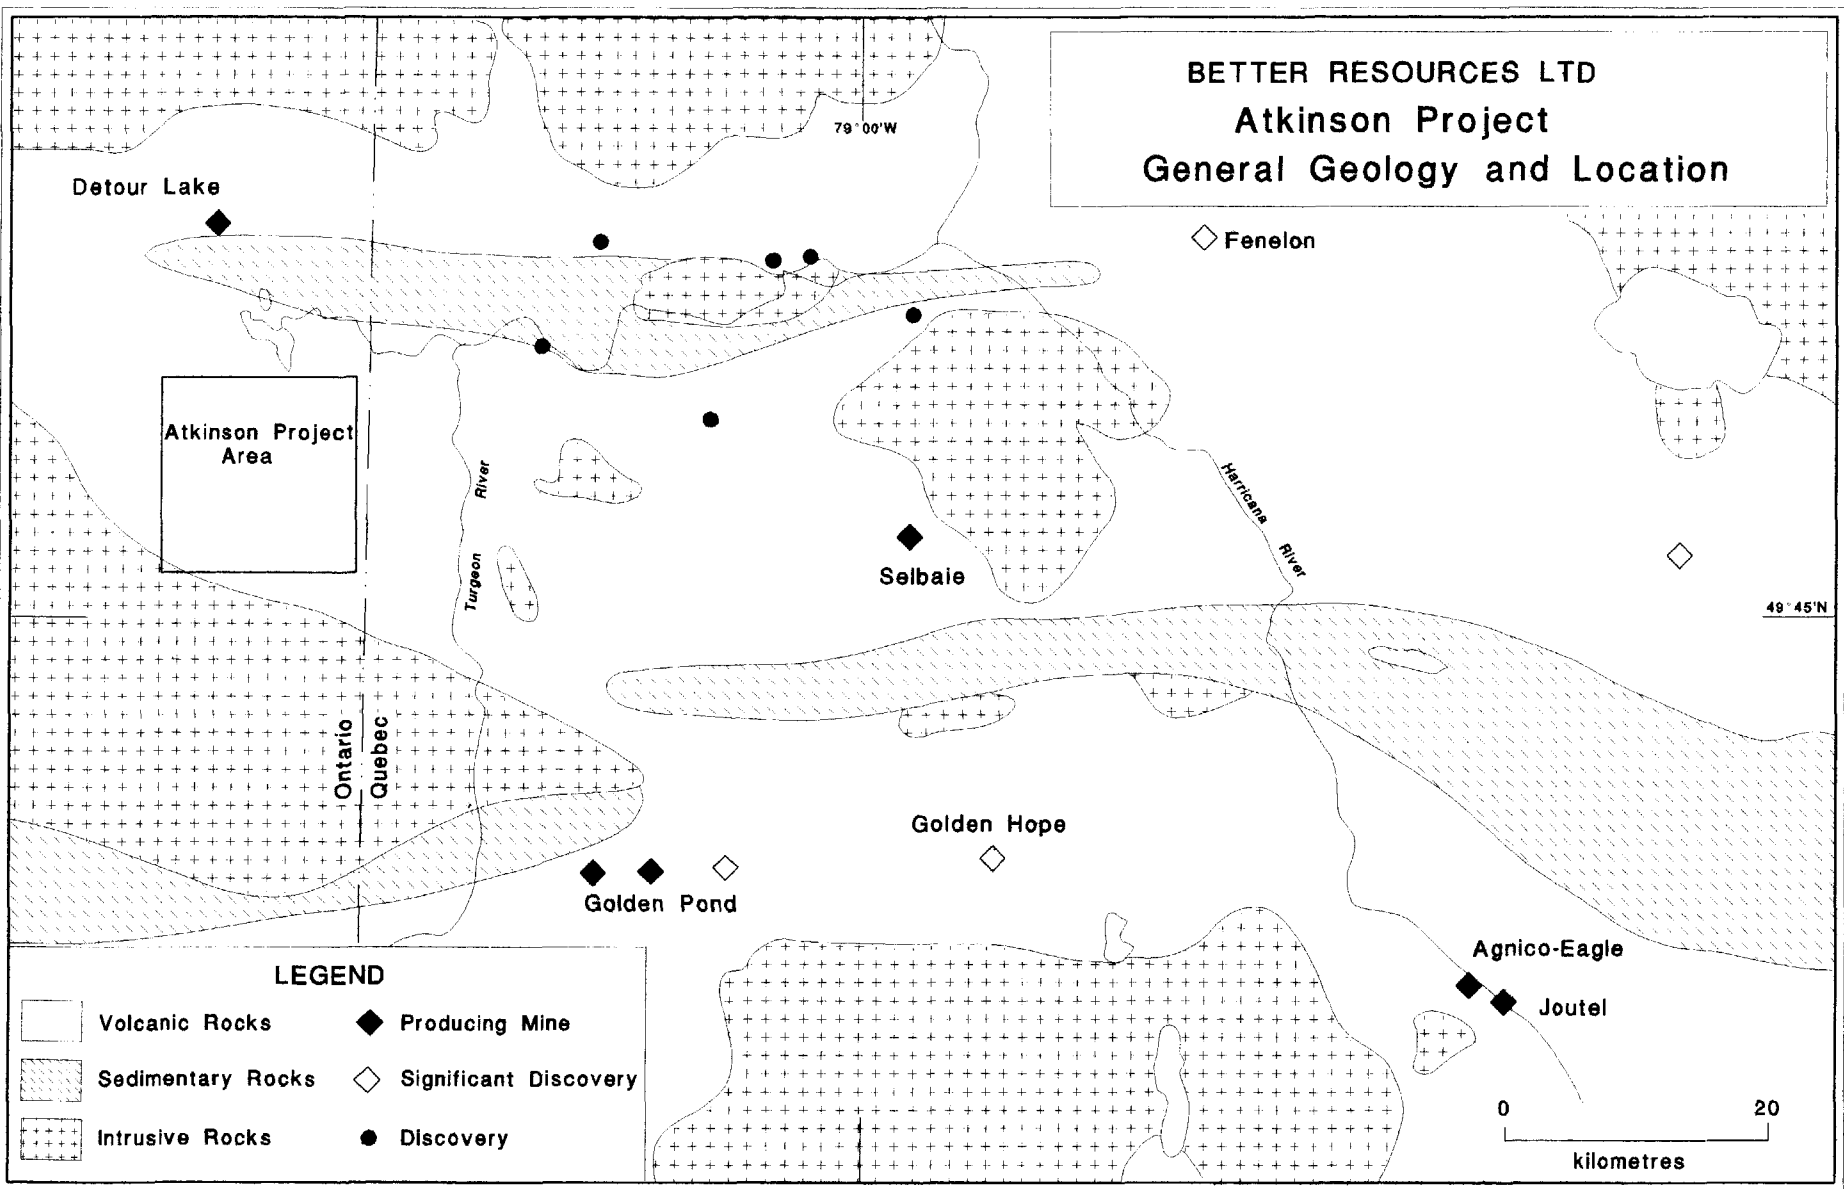 BETTER RESOURCES LTD
Atkinson Project
General Geology and Location
79°00'W
Detour Lake
Fenelon
Atkinson Project
Area
Turgeon River
Harricana River
Selbaie
49°45'N
Ontario
Quebec
Golden Hope
Golden Pond
Agnico-Eagle
Joutel
LEGEND
Volcanic Rocks
Producing Mine
Sedimentary Rocks
Significant Discovery
Intrusive Rocks
Discovery
0 20
kilometres